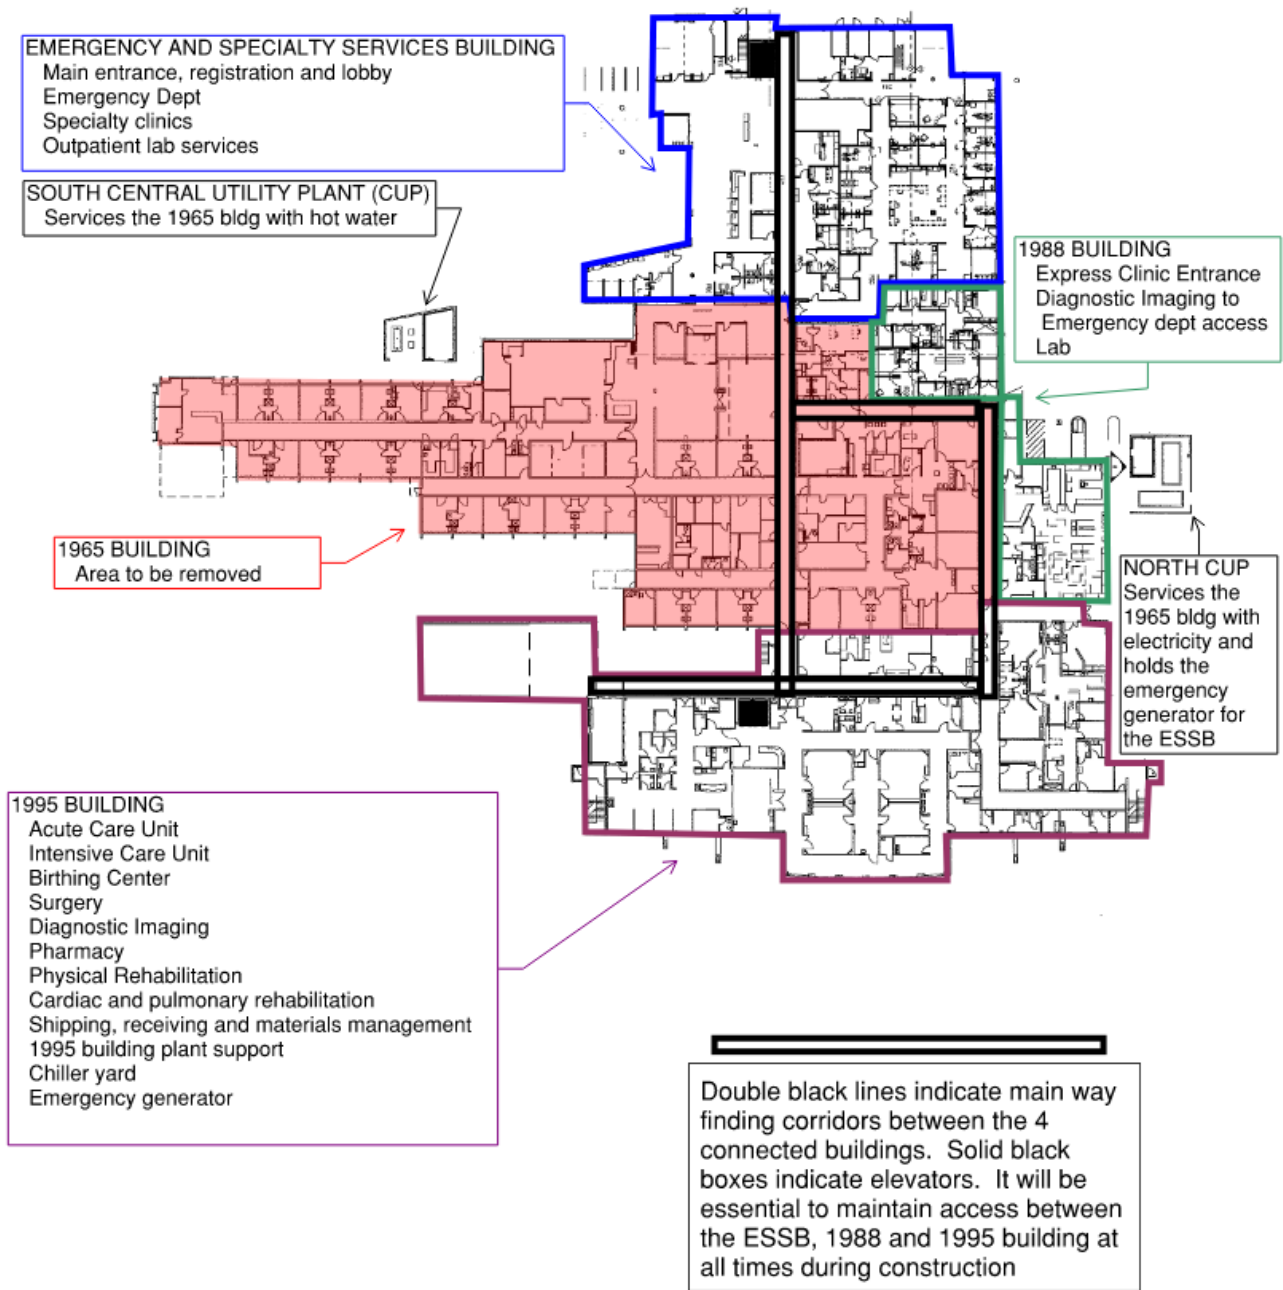 EMERGENCY AND SPECIALTY SERVICES BUILDING
Main entrance, registration and lobby
Emergency Dept
Specialty clinics
Outpatient lab services
SOUTH CENTRAL UTILITY PLANT (CUP)
Services the 1965 bldg with hot water
1988 BUILDING
Express Clinic Entrance
Diagnostic Imaging to
Emergency dept access
Lab
1965 BUILDING
Area to be removed
NORTH CUP
Services the
1965 bldg with
electricity and
holds the
emergency
generator for
the ESSB
1995 BUILDING
Acute Care Unit
Intensive Care Unit
Birthing Center
Surgery
Diagnostic Imaging
Pharmacy
Physical Rehabilitation
Cardiac and pulmonary rehabilitation
Shipping, receiving and materials management
1995 building plant support
Chiller yard
Emergency generator
Double black lines indicate main way
finding corridors between the 4
connected buildings.  Solid black
boxes indicate elevators.  It will be
essential to maintain access between
the ESSB, 1988 and 1995 building at
all times during construction